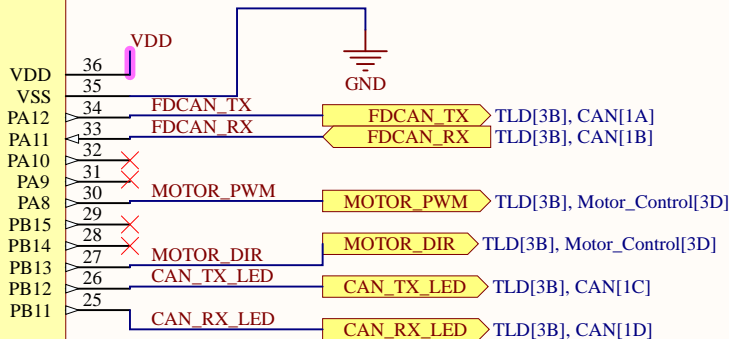 VDD
VDD 36
GND
VSS 35
PA12 34 FDCAN_TX FDCAN_TX TLD[3B], CAN[1A]
PA11 33 FDCAN_RX FDCAN_RX TLD[3B], CAN[1B]
PA10 32
PA9 31
PA8 30 MOTOR_PWM MOTOR_PWM TLD[3B], Motor_Control[3D]
PB15 29
PB14 28 MOTOR_DIR TLD[3B], Motor_Control[3D]
PB13 27 MOTOR_DIR
PB12 26 CAN_TX_LED CAN_TX_LED TLD[3B], CAN[1C]
PB11 25
CAN_RX_LED CAN_RX_LED TLD[3B], CAN[1D]